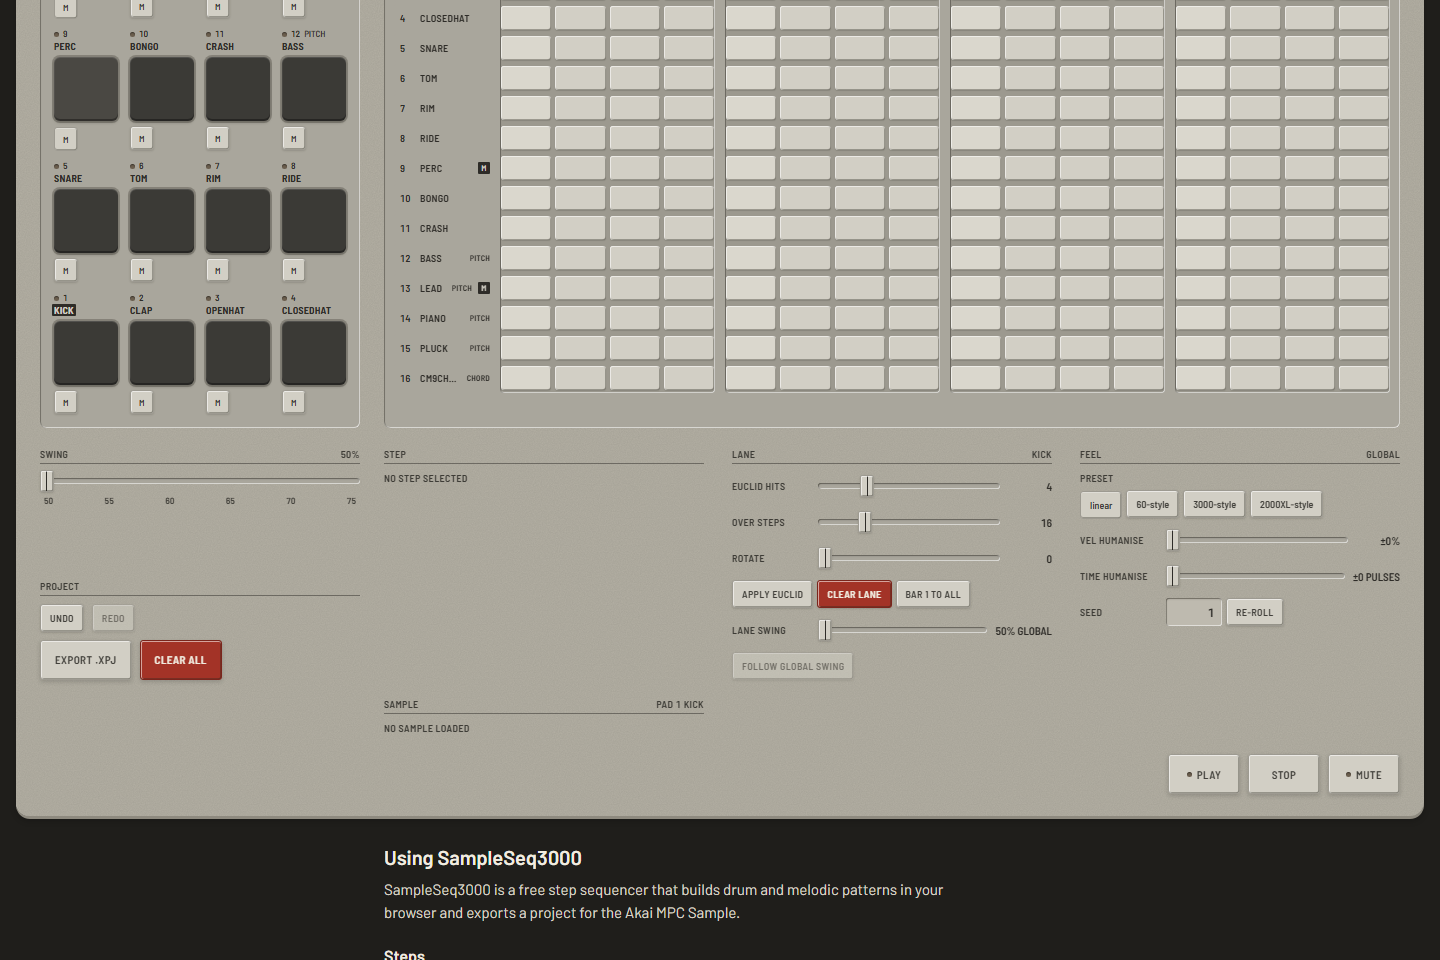 M M M M
9 10 11 12 PITCH
PERC BONGO CRASH BASS
M M M M
5 6 7 8
SNARE TOM RIM RIDE
M M M M
1 2 3 4
KICK CLAP OPENHAT CLOSEDHAT
M M M M
4 CLOSEDHAT
5 SNARE
6 TOM
7 RIM
8 RIDE
9 PERC M
10 BONGO
11 CRASH
12 BASS PITCH
13 LEAD PITCH M
14 PIANO PITCH
15 PLUCK PITCH
16 CM9CH... CHORD
SWING 50%
50 55 60 65 70 75
PROJECT
UNDO REDO
EXPORT .XPJ CLEAR ALL
STEP
NO STEP SELECTED
SAMPLE PAD 1 KICK
NO SAMPLE LOADED
LANE KICK
EUCLID HITS 4
OVER STEPS 16
ROTATE 0
APPLY EUCLID CLEAR LANE BAR 1 TO ALL
LANE SWING 50% GLOBAL
FOLLOW GLOBAL SWING
FEEL GLOBAL
PRESET
linear 60-style 3000-style 2000XL-style
VEL HUMANISE ±0%
TIME HUMANISE ±0 PULSES
SEED 1 RE-ROLL
PLAY STOP MUTE
Using SampleSeq3000
SampleSeq3000 is a free step sequencer that builds drum and melodic patterns in your
browser and exports a project for the Akai MPC Sample.
Steps